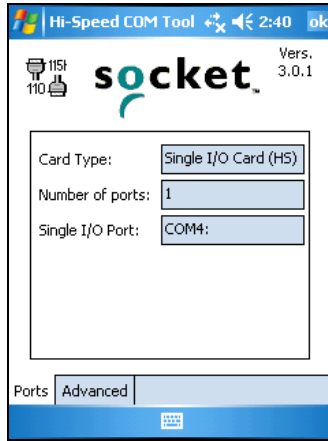 Hi-Speed COM Tool 2:40 ok
Vers.
3.0.1
110
socket
Card Type: Single I/O Card (HS)
Number of ports: 1
Single I/O Port: COM4:
Ports Advanced